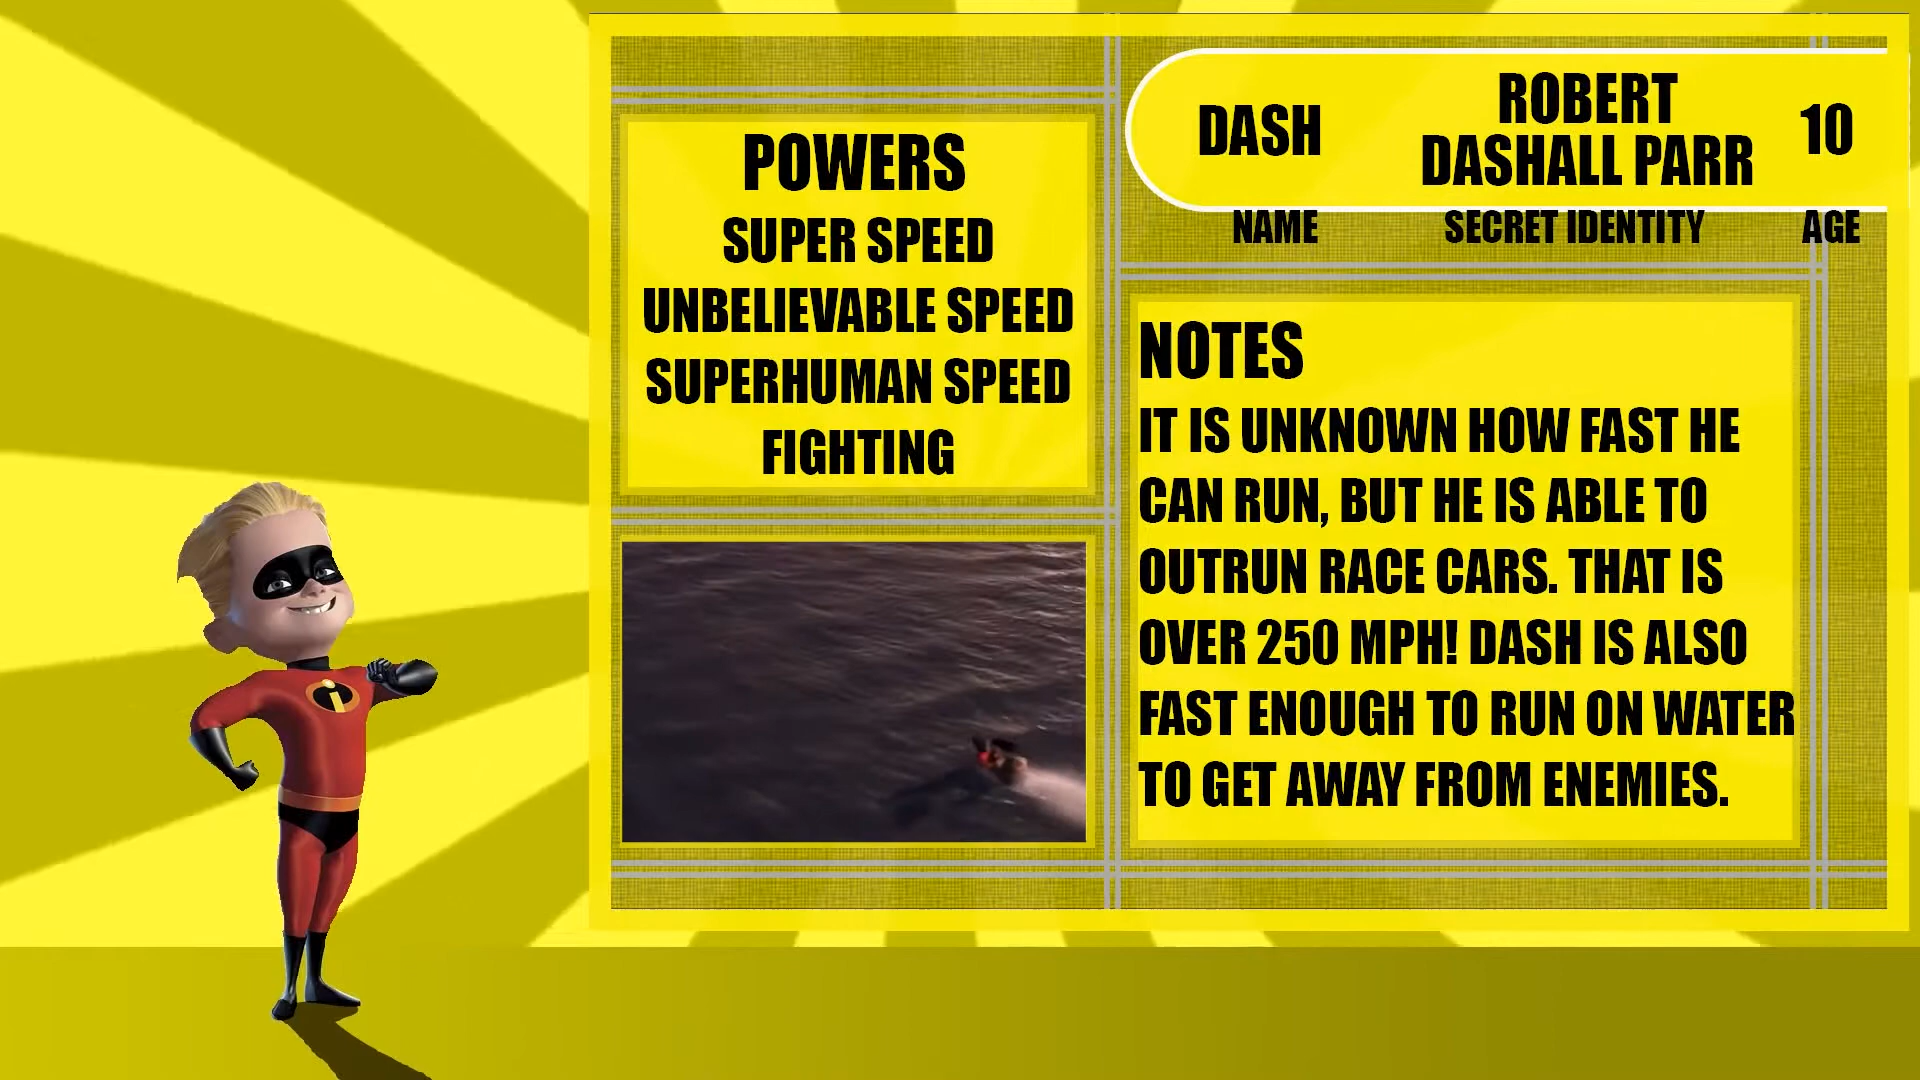 POWERS
SUPER SPEED
UNBELIEVABLE SPEED
SUPERHUMAN SPEED
FIGHTING
DASH
ROBERT
DASHALL PARR
10
NAME
SECRET IDENTITY
AGE
NOTES
IT IS UNKNOWN HOW FAST HE
CAN RUN, BUT HE IS ABLE TO
OUTRUN RACE CARS. THAT IS
OVER 250 MPH! DASH IS ALSO
FAST ENOUGH TO RUN ON WATER
TO GET AWAY FROM ENEMIES.